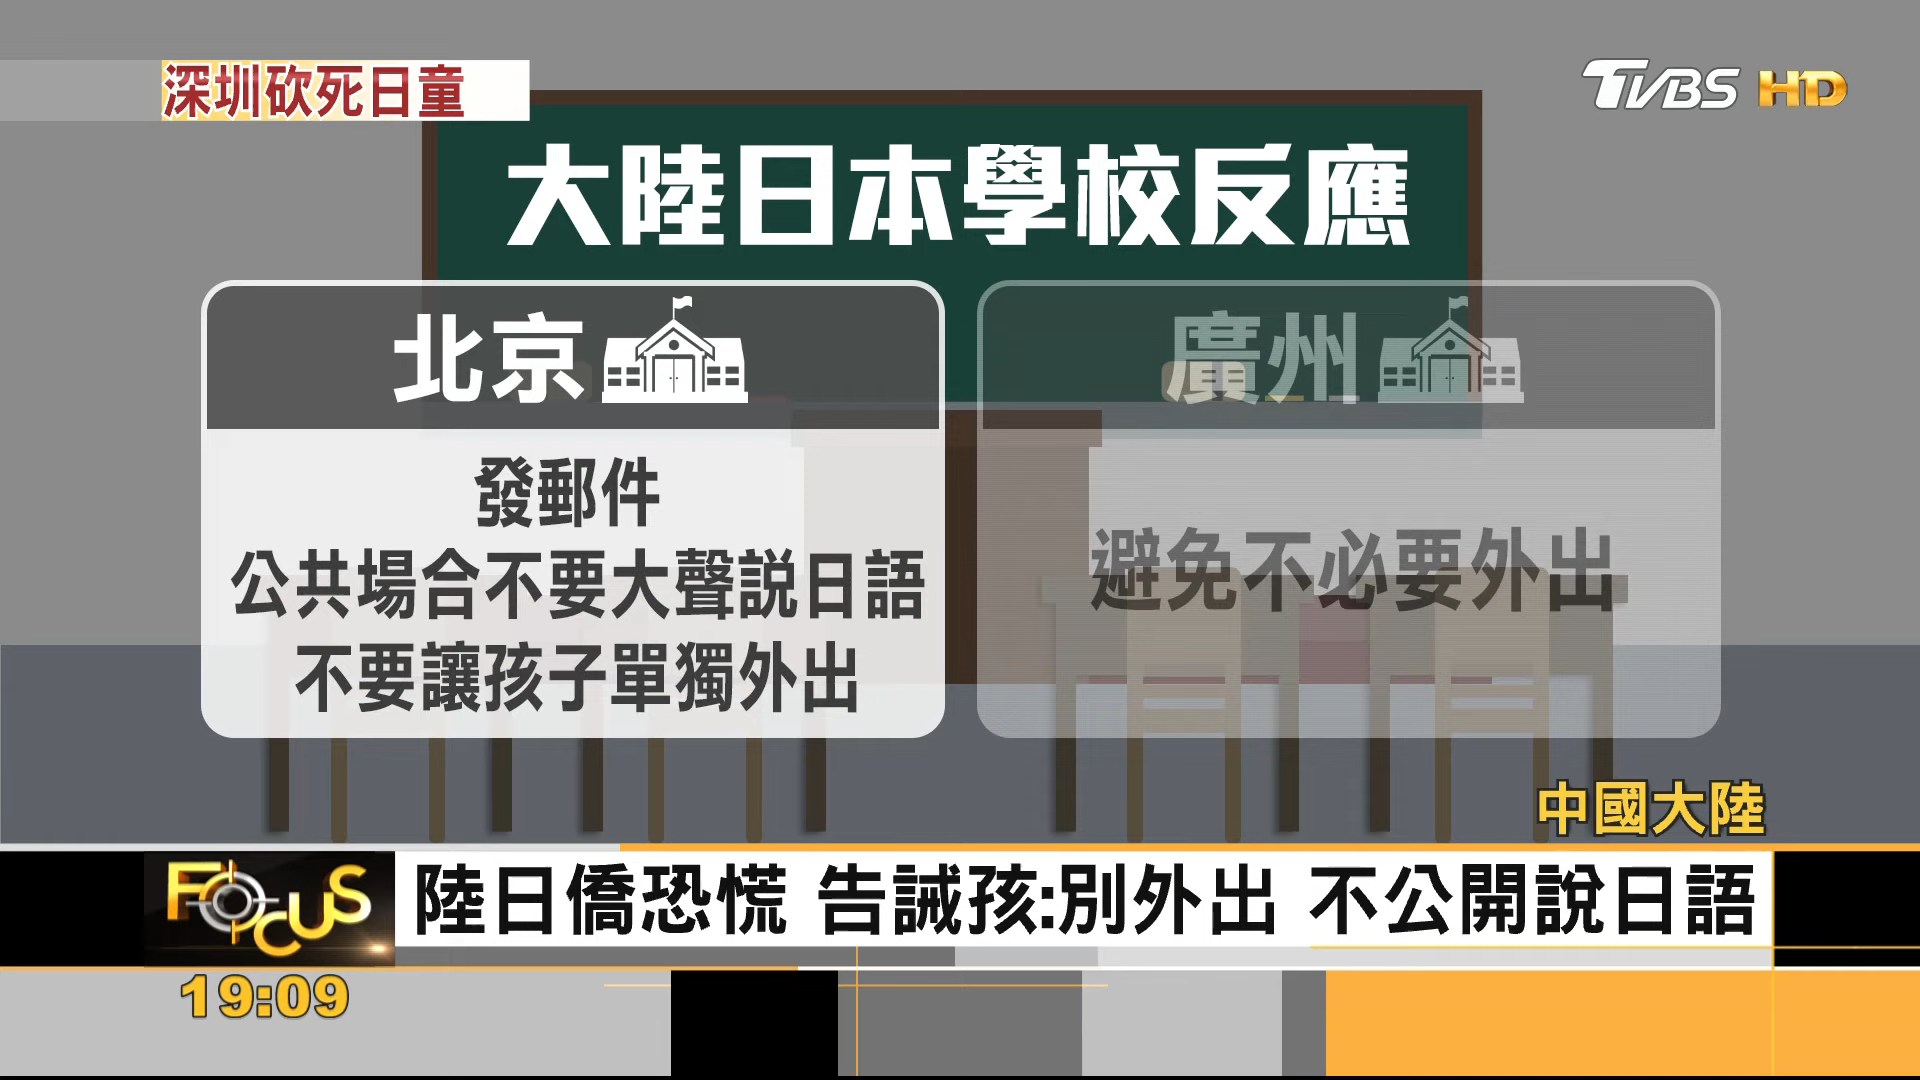 深圳砍死日童
TVBS HD
大陸日本學校反應
北京
發郵件
公共場合不要大聲説日語
不要讓孩子單獨外出
廣州
避免不必要外出
中國大陸
FOCUS
陸日僑恐慌 告誡孩:別外出 不公開說日語
19:09